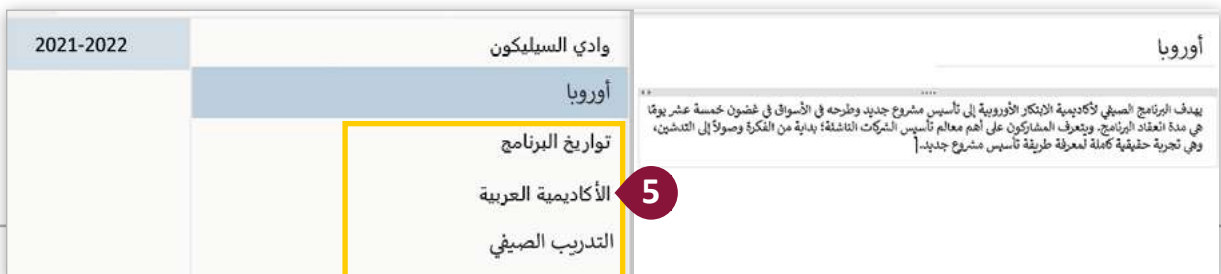 أوروبا
يهدف البرنامج الصيفي لأكاديمية الابتكار الأوروبية إلى تأسيس مشروع جديد وطرحه في الأسواق في غضون خمسة عشر يومًا
هي مدة انعقاد البرنامج. ويتعرف المشاركون على أهم معالم تأسيس الشركات الناشئة؛ بداية من الفكرة وصولاً إلى التدشين،
وهي تجربة حقيقية كاملة لمعرفة طريقة تأسيس مشروع جديد.
وادي السيليكون
2021-2022
أوروبا
تواريخ البرنامج
الأكاديمية العربية
5
التدريب الصيفي